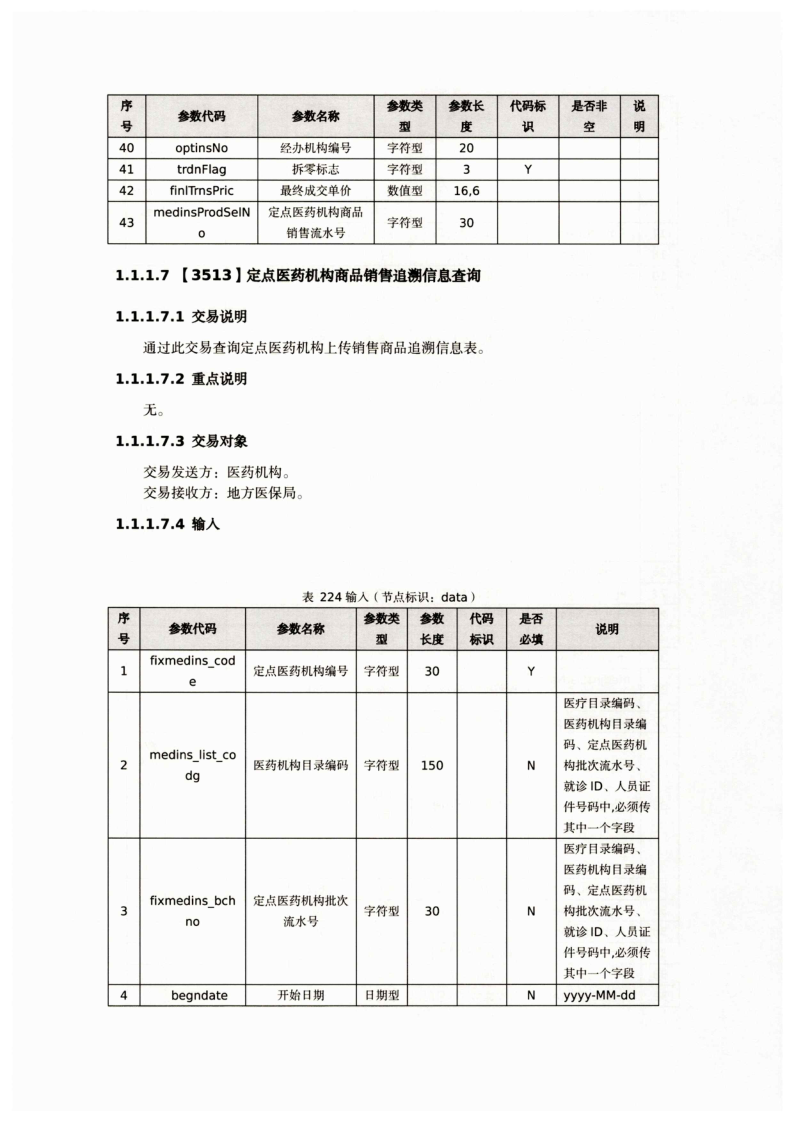 序号 参数代码 参数名称 参数类型 参数长度 代码标识 是否非空 说明
40 optinsNo 经办机构编号 字符型 20
41 trdnFlag 拆零标志 字符型 3 Y
42 finlTrnsPric 最终成交单价 数值型 16,6
43 medinsProdSelNo 定点医药机构商品销售流水号 字符型 30
1.1.1.7 【3513】定点医药机构商品销售追溯信息查询
1.1.1.7.1 交易说明
通过此交易查询定点医药机构上传销售商品追溯信息表。
1.1.1.7.2 重点说明
无。
1.1.1.7.3 交易对象
交易发送方：医药机构。
交易接收方：地方医保局。
1.1.1.7.4 输入
表 224 输入（节点标识：data）
序号 参数代码 参数名称 参数类型 参数长度 代码标识 是否必填 说明
1 fixmedins_code 定点医药机构编号 字符型 30 Y
2 medins_list_codg 医药机构目录编码 字符型 150 N
医疗目录编码、
医药机构目录编
码、定点医药机
构批次流水号、
就诊 ID、人员证
件号码中,必须传
其中一个字段
3 fixmedins_bchno 定点医药机构批次流水号 字符型 30 N
医疗目录编码、
医药机构目录编
码、定点医药机
构批次流水号、
就诊 ID、人员证
件号码中,必须传
其中一个字段
4 begndate 开始日期 日期型 N yyyy-MM-dd